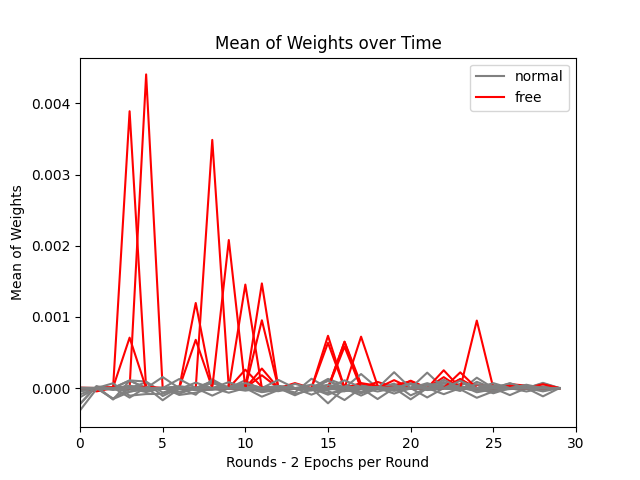 Mean of Weights over Time
normal
free
Mean of Weights
0.004
0.003
0.002
0.001
0.000
0 5 10 15 20 25 30
Rounds - 2 Epochs per Round